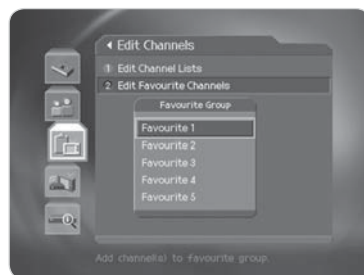 Edit Channels
1 Edit Channel Lists
2 Edit Favourite Channels
Favourite Group
Favourite 1
Favourite 2
Favourite 3
Favourite 4
Favourite 5
Add channel(s) to favourite group.